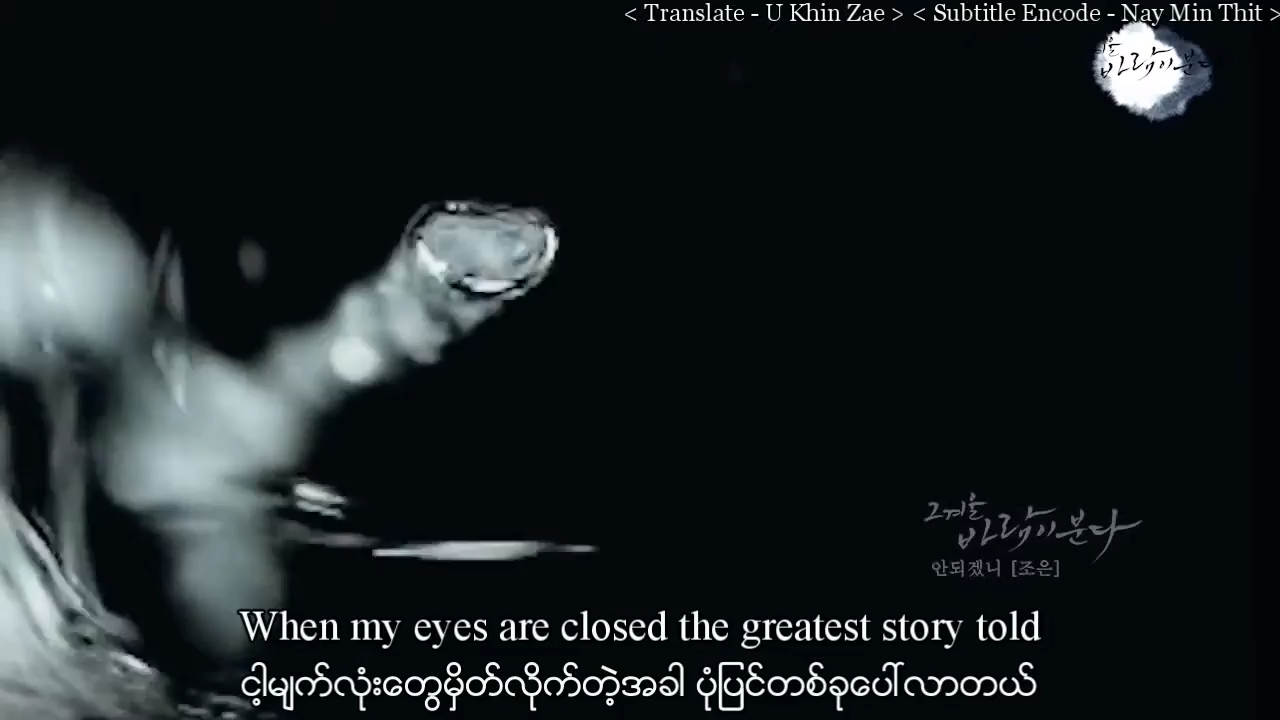 < Translate - U Khin Zae > < Subtitle Encode - Nay Min Thit >
겨울
바람이분다
그겨울
바람이분다
안되겠니 [조은]
When my eyes are closed the greatest story told
ငါ့မျက်လုံးတွေမှိတ်လိုက်တဲ့အခါ ပုံပြင်တစ်ခုပေါ်လာတယ်